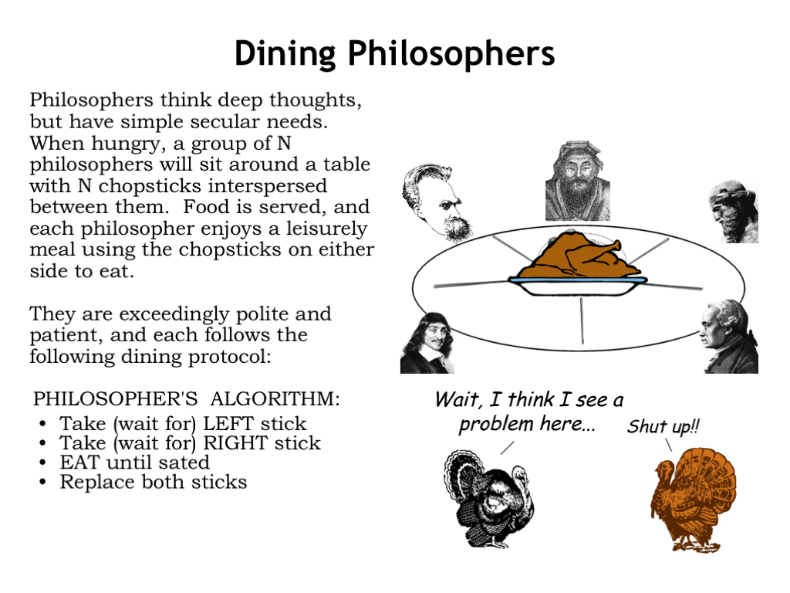 Dining Philosophers
Philosophers think deep thoughts,
but have simple secular needs.
When hungry, a group of N
philosophers will sit around a table
with N chopsticks interspersed
between them.  Food is served, and
each philosopher enjoys a leisurely
meal using the chopsticks on either
side to eat.
They are exceedingly polite and
patient, and each follows the
following dining protocol:
PHILOSOPHER'S  ALGORITHM:
• Take (wait for) LEFT stick
• Take (wait for) RIGHT stick
• EAT until sated
• Replace both sticks
Wait, I think I see a
problem here...
Shut up!!